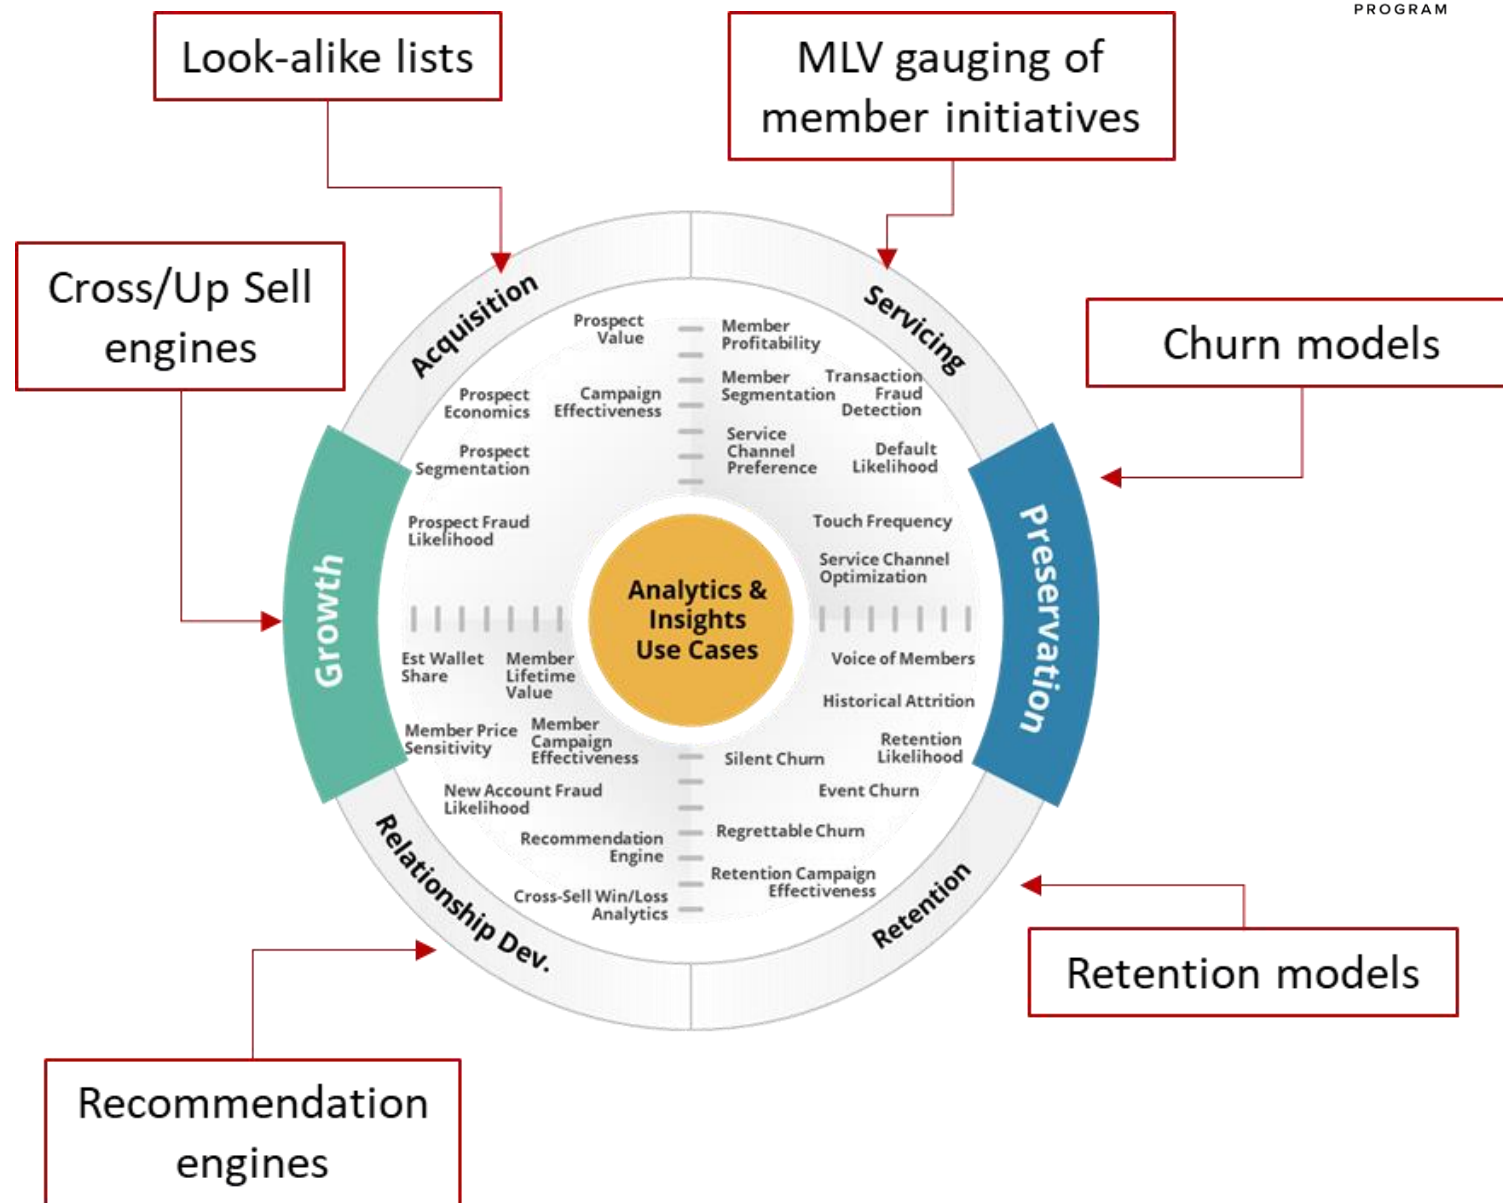 PROGRAM
Look-alike lists
MLV gauging of
member initiatives
Cross/Up Sell
engines
Churn models
Acquisition
Servicing
Growth
Preservation
Prospect
Value
Prospect
Economics
Campaign
Effectiveness
Prospect
Segmentation
Prospect Fraud
Likelihood
Member
Profitability
Member
Segmentation
Transaction
Fraud
Detection
Service
Channel
Preference
Default
Likelihood
Touch Frequency
Service Channel
Optimization
Analytics &
Insights
Use Cases
Est Wallet
Share
Member
Lifetime
Value
Member Price
Sensitivity
Member
Campaign
Effectiveness
New Account Fraud
Likelihood
Recommendation
Engine
Cross-Sell Win/Loss
Analytics
Voice of Members
Historical Attrition
Retention
Likelihood
Silent Churn
Event Churn
Regrettable Churn
Retention Campaign
Effectiveness
Relationship Dev.
Retention
Retention models
Recommendation
engines